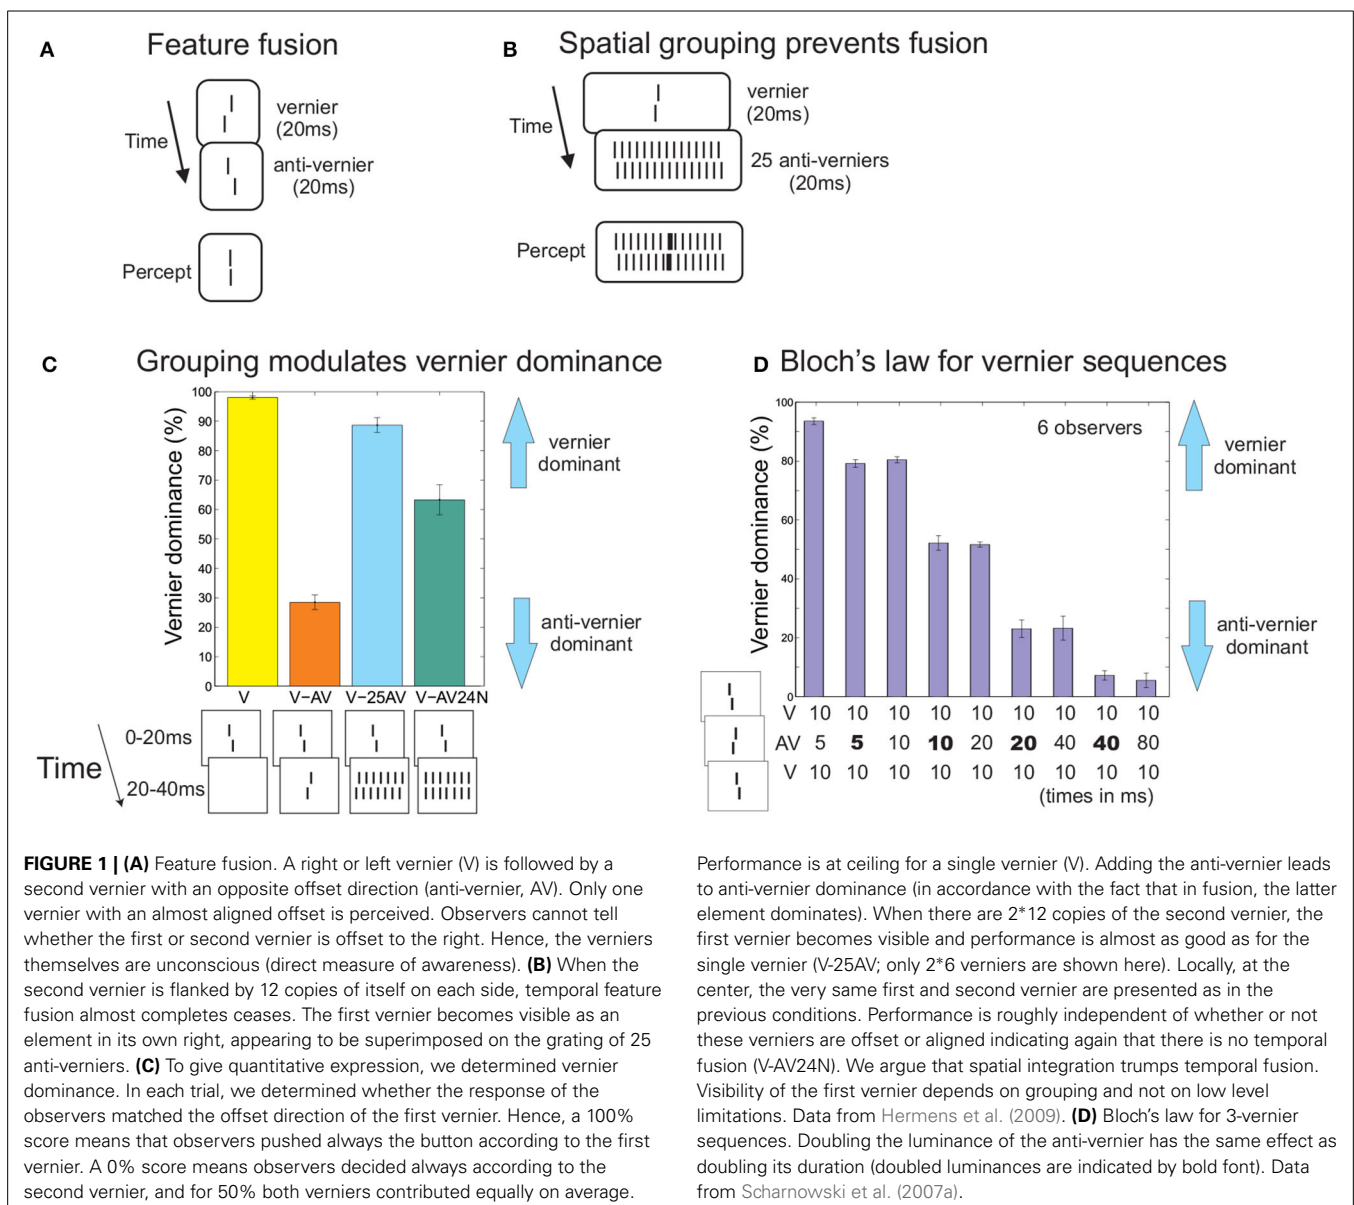 A Feature fusion
vernier
(20ms)
Time
anti-vernier
(20ms)
Percept
B Spatial grouping prevents fusion
vernier
(20ms)
Time
25 anti-verniers
(20ms)
Percept
C Grouping modulates vernier dominance
Vernier dominance (%)
100
90
80
70
60
50
40
30
20
10
0
V V−AV V−25AV V−AV24N
vernier
dominant
anti-vernier
dominant
Time
0-20ms
20-40ms
D Bloch's law for vernier sequences
Vernier dominance (%)
100
80
60
40
20
0
6 observers
vernier
dominant
anti-vernier
dominant
V 10 10 10 10 10 10 10 10 10
AV 5 5 10 10 20 20 40 40 80
V 10 10 10 10 10 10 10 10 10
(times in ms)
FIGURE 1 | (A) Feature fusion. A right or left vernier (V) is followed by a
second vernier with an opposite offset direction (anti-vernier, AV). Only one
vernier with an almost aligned offset is perceived. Observers cannot tell
whether the first or second vernier is offset to the right. Hence, the verniers
themselves are unconscious (direct measure of awareness). (B) When the
second vernier is flanked by 12 copies of itself on each side, temporal feature
fusion almost completes ceases. The first vernier becomes visible as an
element in its own right, appearing to be superimposed on the grating of 25
anti-verniers. (C) To give quantitative expression, we determined vernier
dominance. In each trial, we determined whether the response of the
observers matched the offset direction of the first vernier. Hence, a 100%
score means that observers pushed always the button according to the first
vernier. A 0% score means observers decided always according to the
second vernier, and for 50% both verniers contributed equally on average.
Performance is at ceiling for a single vernier (V). Adding the anti-vernier leads
to anti-vernier dominance (in accordance with the fact that in fusion, the latter
element dominates). When there are 2*12 copies of the second vernier, the
first vernier becomes visible and performance is almost as good as for the
single vernier (V-25AV; only 2*6 verniers are shown here). Locally, at the
center, the very same first and second vernier are presented as in the
previous conditions. Performance is roughly independent of whether or not
these verniers are offset or aligned indicating again that there is no temporal
fusion (V-AV24N). We argue that spatial integration trumps temporal fusion.
Visibility of the first vernier depends on grouping and not on low level
limitations. Data from Hermens et al. (2009). (D) Bloch's law for 3-vernier
sequences. Doubling the luminance of the anti-vernier has the same effect as
doubling its duration (doubled luminances are indicated by bold font). Data
from Scharnowski et al. (2007a).